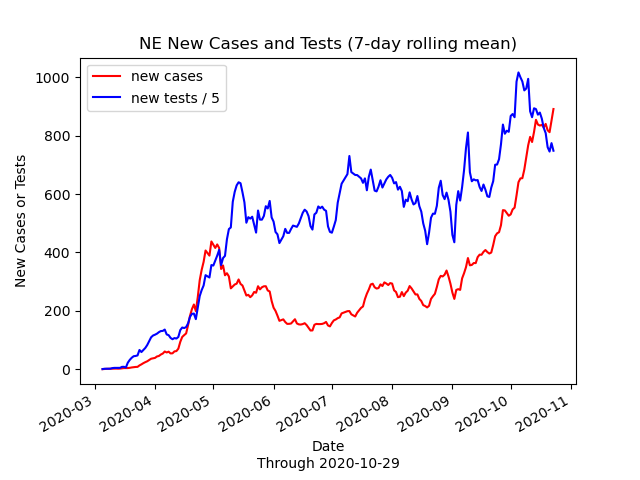 NE New Cases and Tests (7-day rolling mean)
new cases
new tests / 5
New Cases or Tests
1000
800
600
400
200
0
2020-03
2020-04
2020-05
2020-06
2020-07
2020-08
2020-09
2020-10
2020-11
Date
Through 2020-10-29